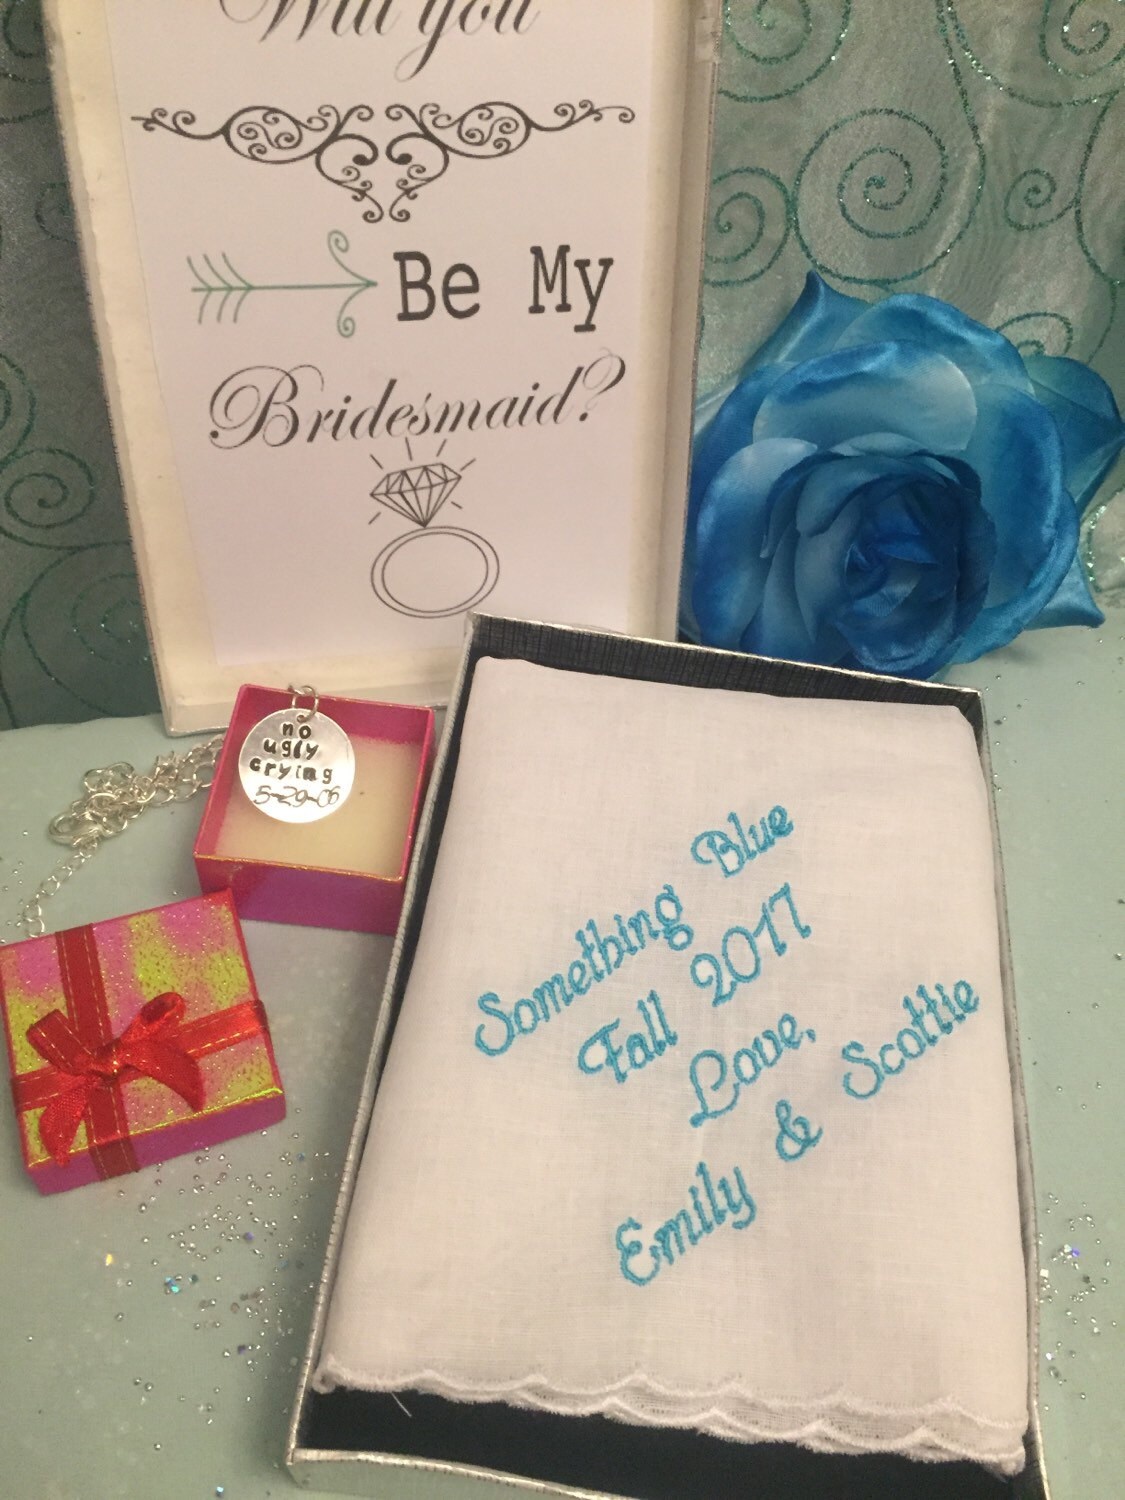 Will you
Be My
Bridesmaid?
no
ugly
crying
5-29-06
Something Blue
Fall 2017
Love,
Emily & Scottie